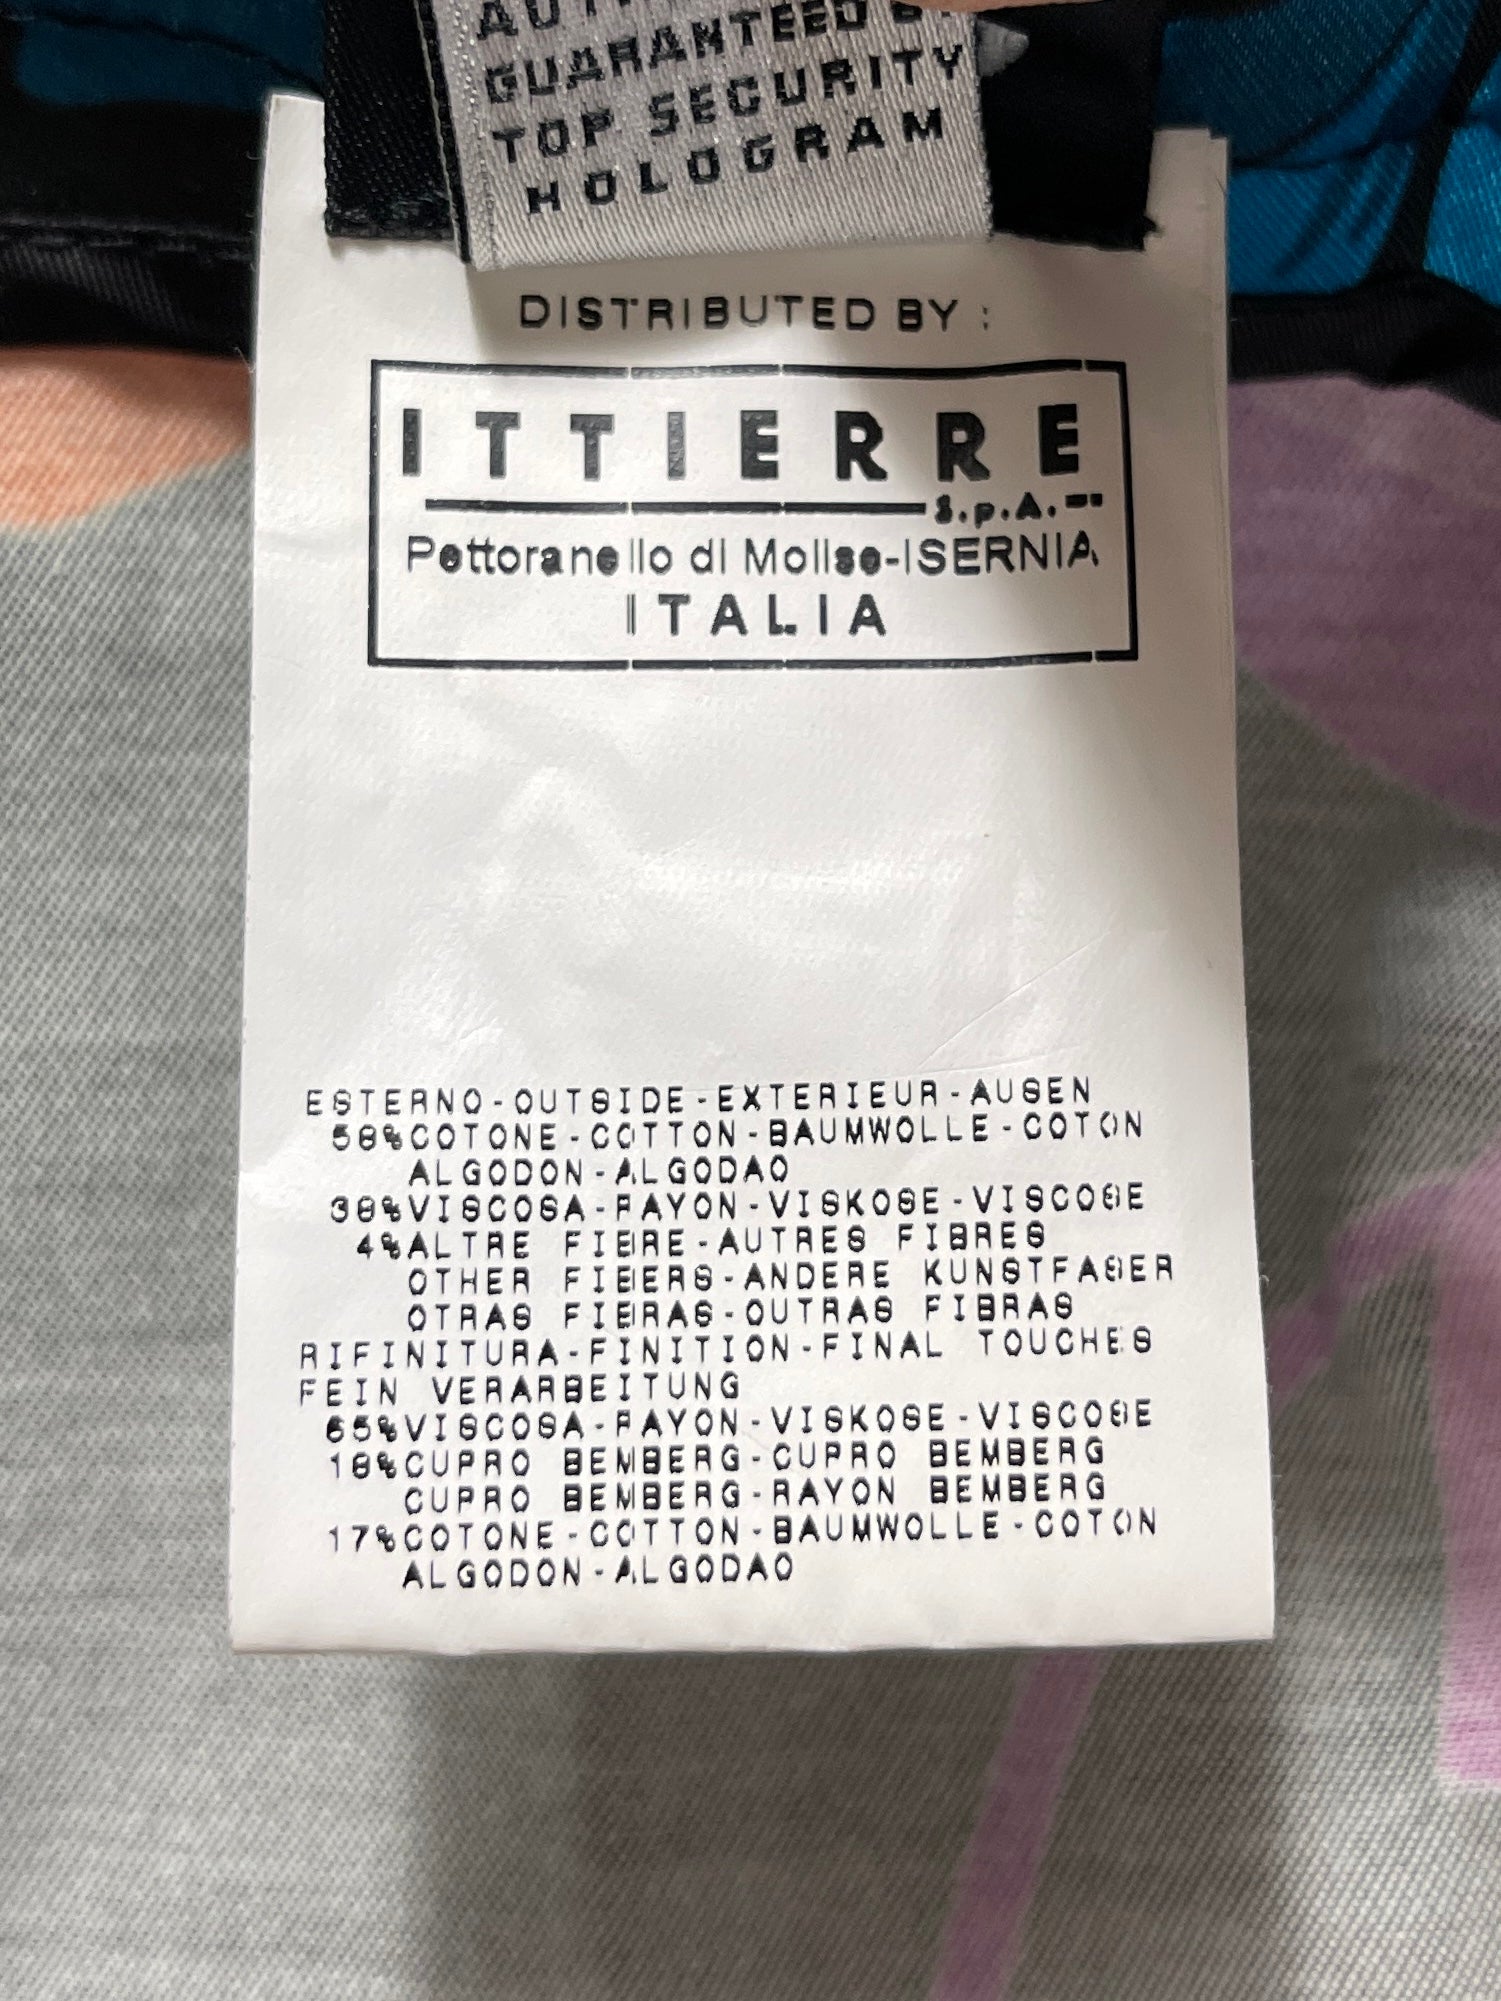 GUARANTEED
TOP SECURITY
HOLOGRAM
DISTRIBUTED BY :
ITTIERRE
S.p.A.
Pettoranello di Molise-ISERNIA
ITALIA
ESTERNO-OUTSIDE-EXTERIEUR-AUSEN
58%COTONE-COTTON-BAUMWOLLE-COTON
ALGODON-ALGODAO
38%VISCOSA-RAYON-VISKOSE-VISCOSE
4%ALTRE FIBRE-AUTRES FIBRES
OTHER FIBERS-ANDERE KUNSTFASER
OTRAS FIBRAS-OUTRAS FIBRAS
RIFINITURA-FINITION-FINAL TOUCHES
FEIN VERARBEITUNG
65%VISCOSA-RAYON-VISKOSE-VISCOSE
18%CUPRO BEMBERG-CUPRO BEMBERG
CUPRO BEMBERG-RAYON BEMBERG
17%COTONE-COTTON-BAUMWOLLE-COTON
ALGODON-ALGODAO